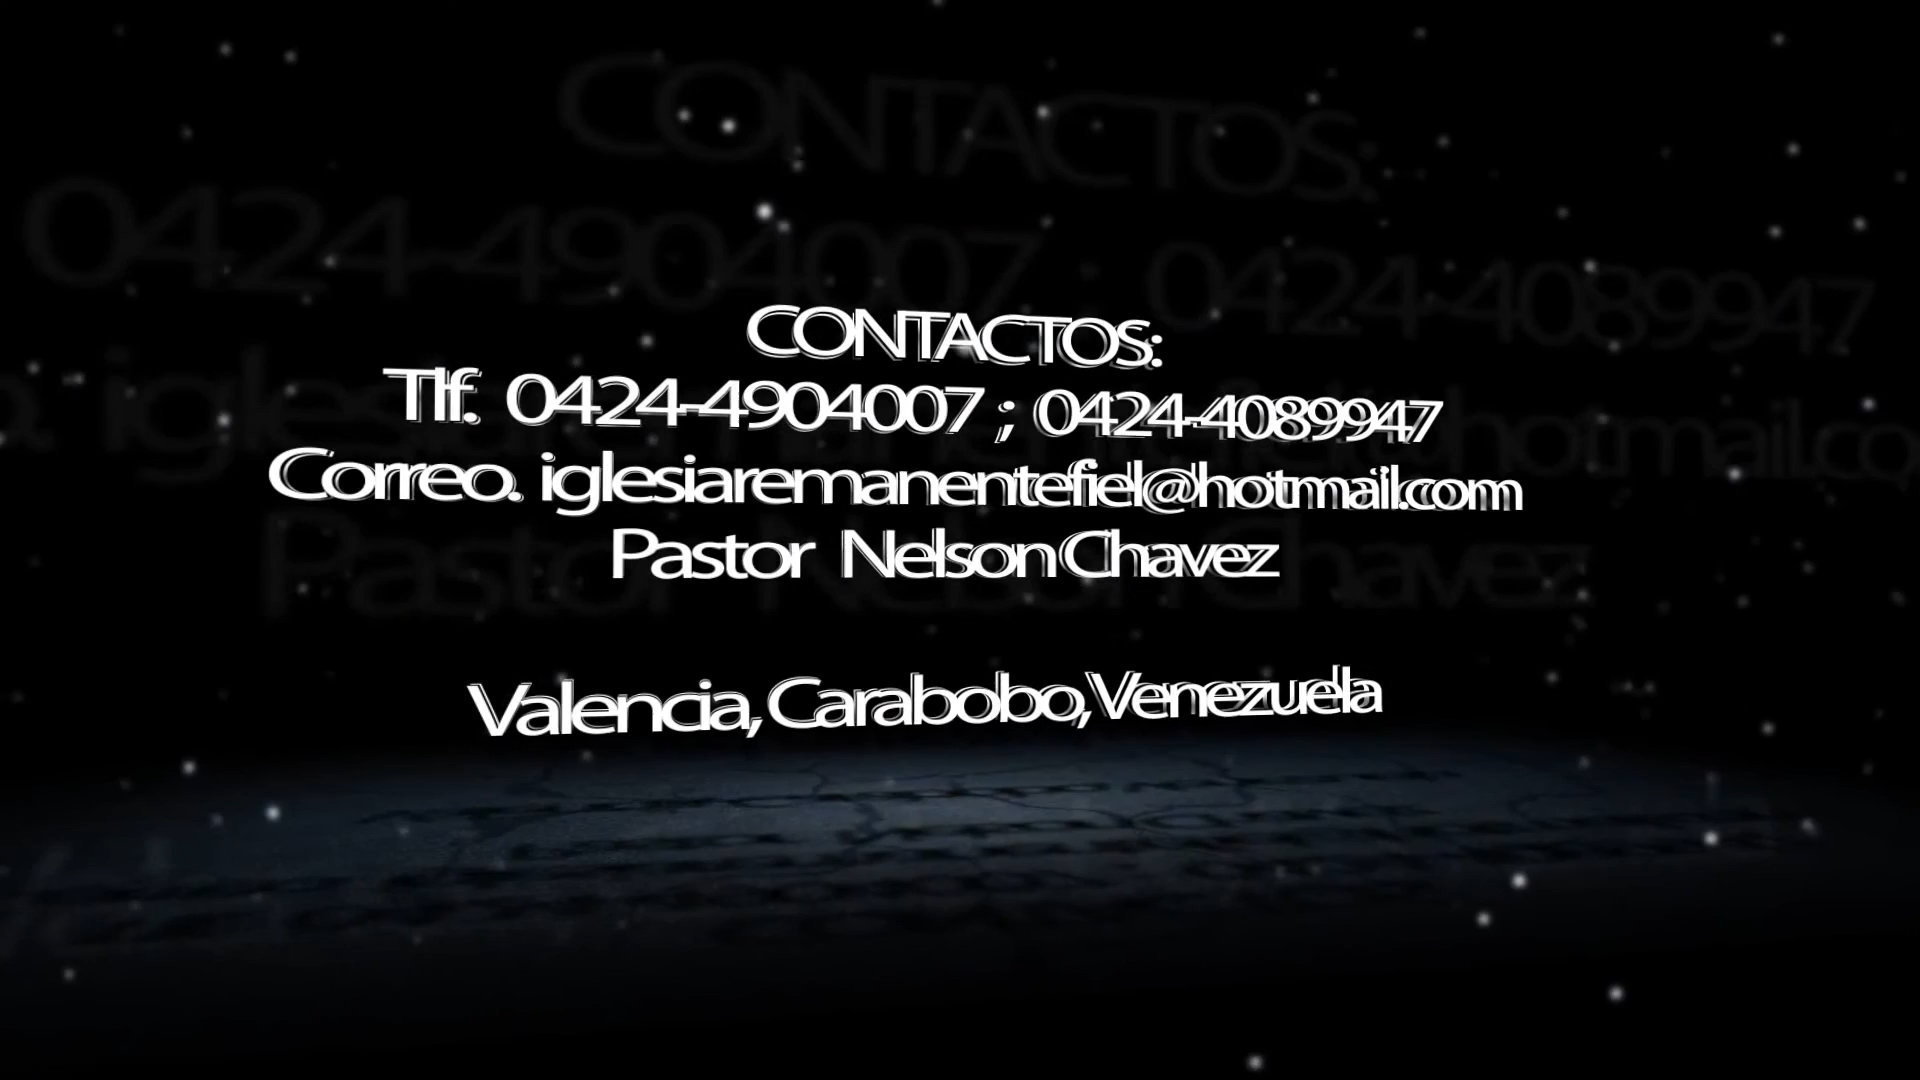 CONTACTOS:
Tlf. 0424-4904007 ; 0424-4089947
Correo. iglesiaremanentefiel@hotmail.com
Pastor Nelson Chavez
Valencia, Carabobo, Venezuela